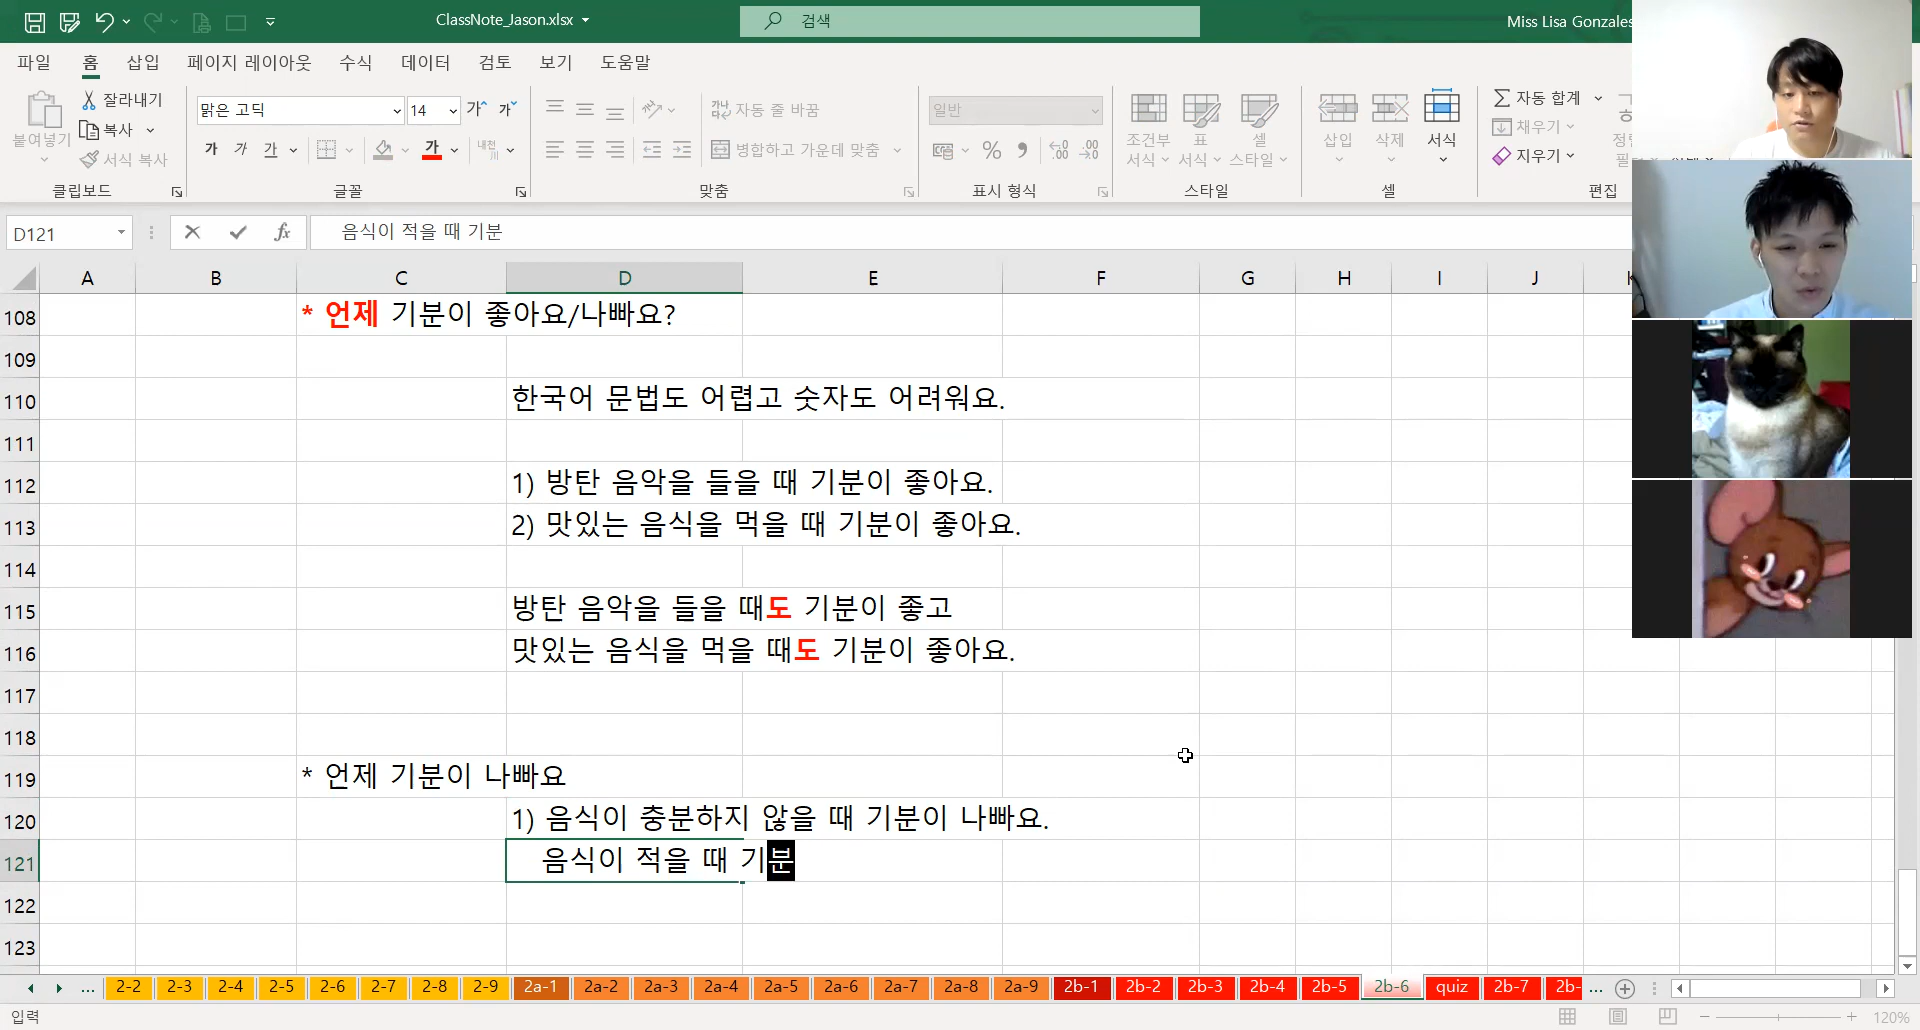 ClassNote_Jason.xlsx
검색
Miss Lisa Gonzales
파일 홈 삽입 페이지 레이아웃 수식 데이터 검토 보기 도움말
붙여넣기
잘라내기
복사
서식 복사
클립보드
맑은 고딕 14 가 가
가 가 가 가 내천
글꼴
가나다 자동 줄 바꿈
병합하고 가운데 맞춤
맞춤
일반
% 9 .00 .00
표시 형식
조건부 서식
표 서식
셀 스타일
스타일
삽입 삭제 서식
셀
자동 합계
채우기
지우기
편집
D121 fx 음식이 적을 때 기분
A B C D E F G H I J
108 * 언제 기분이 좋아요/나빠요?
109
110 한국어 문법도 어렵고 숫자도 어려워요.
111
112 1) 방탄 음악을 들을 때 기분이 좋아요.
113 2) 맛있는 음식을 먹을 때 기분이 좋아요.
114
115 방탄 음악을 들을 때도 기분이 좋고
116 맛있는 음식을 먹을 때도 기분이 좋아요.
117
118
119 * 언제 기분이 나빠요
120 1) 음식이 충분하지 않을 때 기분이 나빠요.
121 음식이 적을 때 기분
122
123
... 2-2 2-3 2-4 2-5 2-6 2-7 2-8 2-9 2a-1 2a-2 2a-3 2a-4 2a-5 2a-6 2a-7 2a-8 2a-9 2b-1 2b-2 2b-3 2b-4 2b-5 2b-6 quiz 2b-7 2b- ...
입력 120%